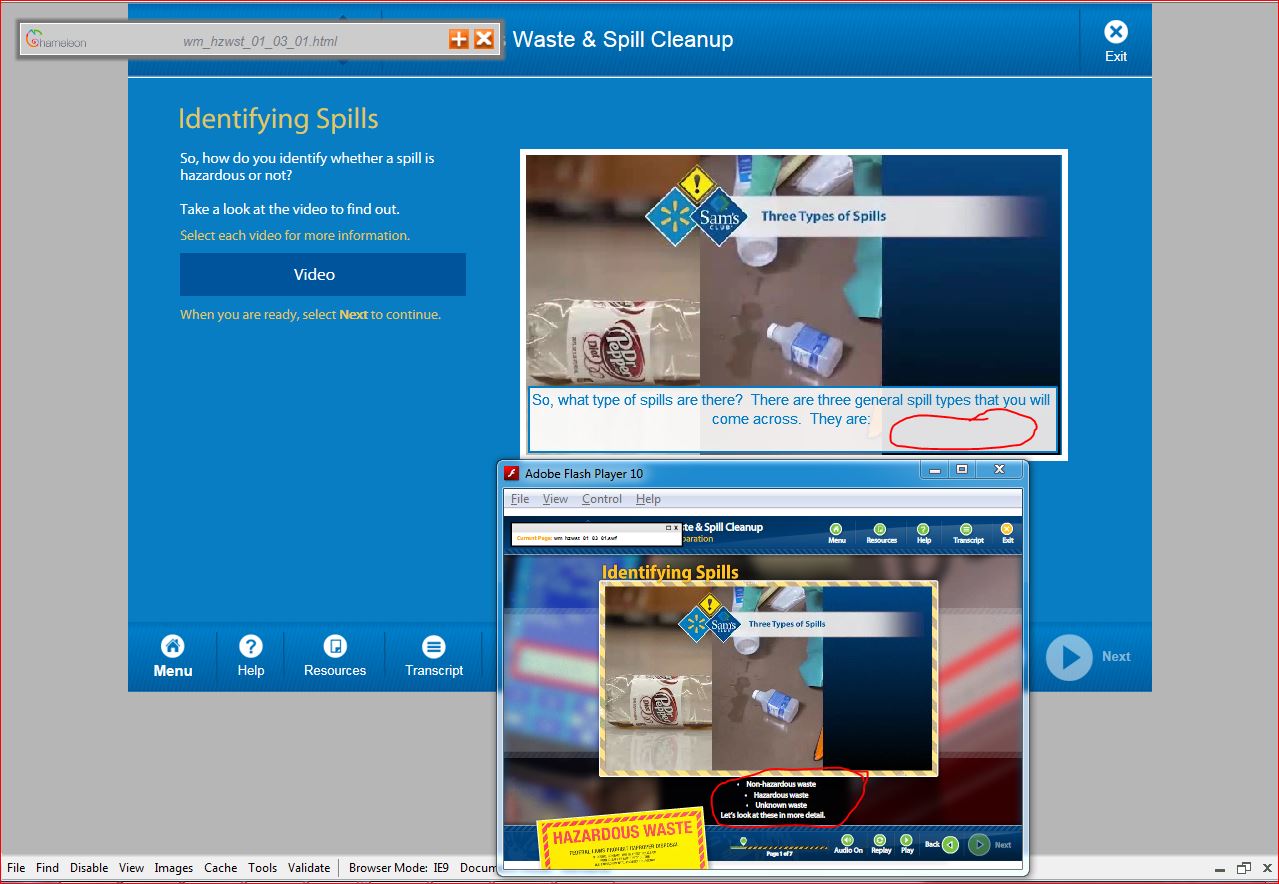 Chameleon
wm_hzwst_01_03_01.html
s Waste & Spill Cleanup
Exit
Identifying Spills
So, how do you identify whether a spill is
hazardous or not?
Take a look at the video to find out.
Select each video for more information.
Video
When you are ready, select Next to continue.
Sam's
CLUB
Three Types of Spills
DIET
Dr Pepper
So, what type of spills are there? There are three general spill types that you will
come across. They are:
Menu
Help
Resources
Transcript
Next
Adobe Flash Player 10
File View Control Help
Current Page: wm_hzwst_01_03_01.swf
ste & Spill Cleanup
paration
Menu
Resources
Help
Transcript
Exit
Identifying Spills
Sam's
Three Types of Spills
• Non-hazardous waste
• Hazardous waste
• Unknown waste
Let's look at these in more detail.
HAZARDOUS WASTE
FEDERAL LAWS PROHIBIT IMPROPER DISPOSAL
Page 1 of 7
Audio On
Replay
Play
Back
Next
File Find Disable View Images Cache Tools Validate Browser Mode: IE9 Docum